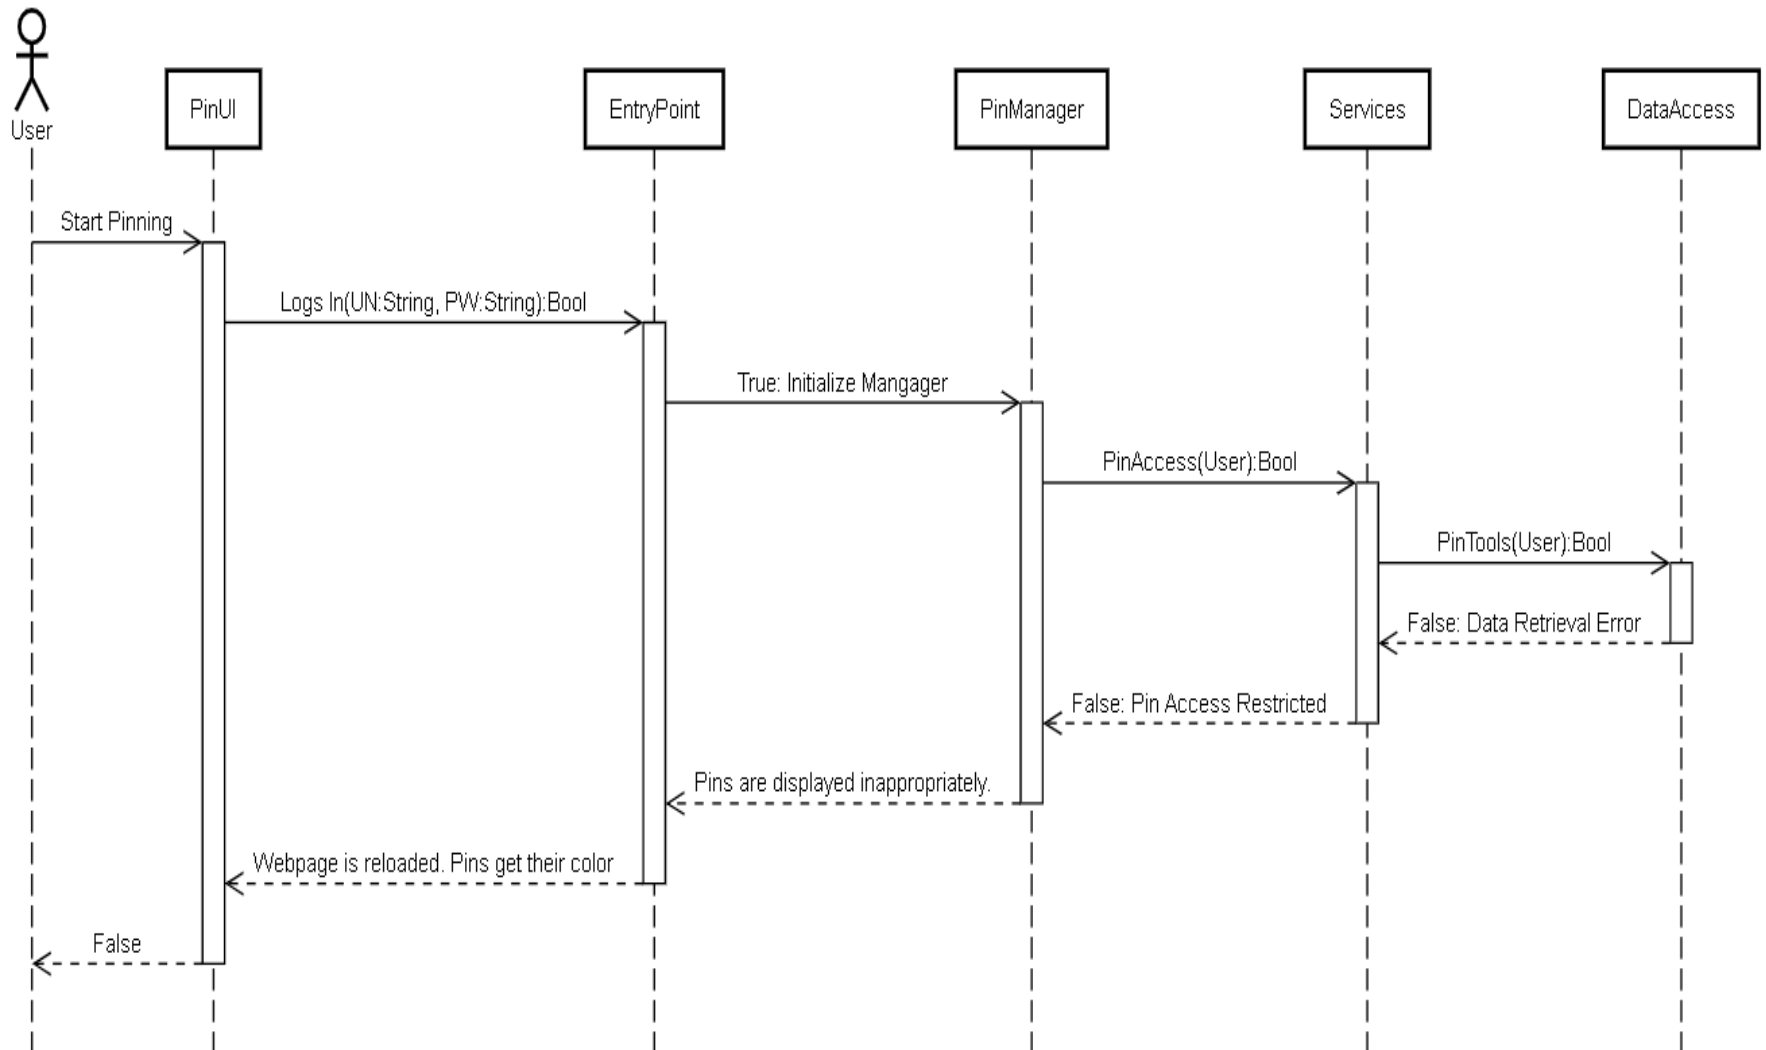 User
PinUI
EntryPoint
PinManager
Services
DataAccess
Start Pinning
Logs In(UN:String, PW:String):Bool
True: Initialize Mangager
PinAccess(User):Bool
PinTools(User):Bool
False: Data Retrieval Error
False: Pin Access Restricted
Pins are displayed inappropriately.
Webpage is reloaded. Pins get their color
False